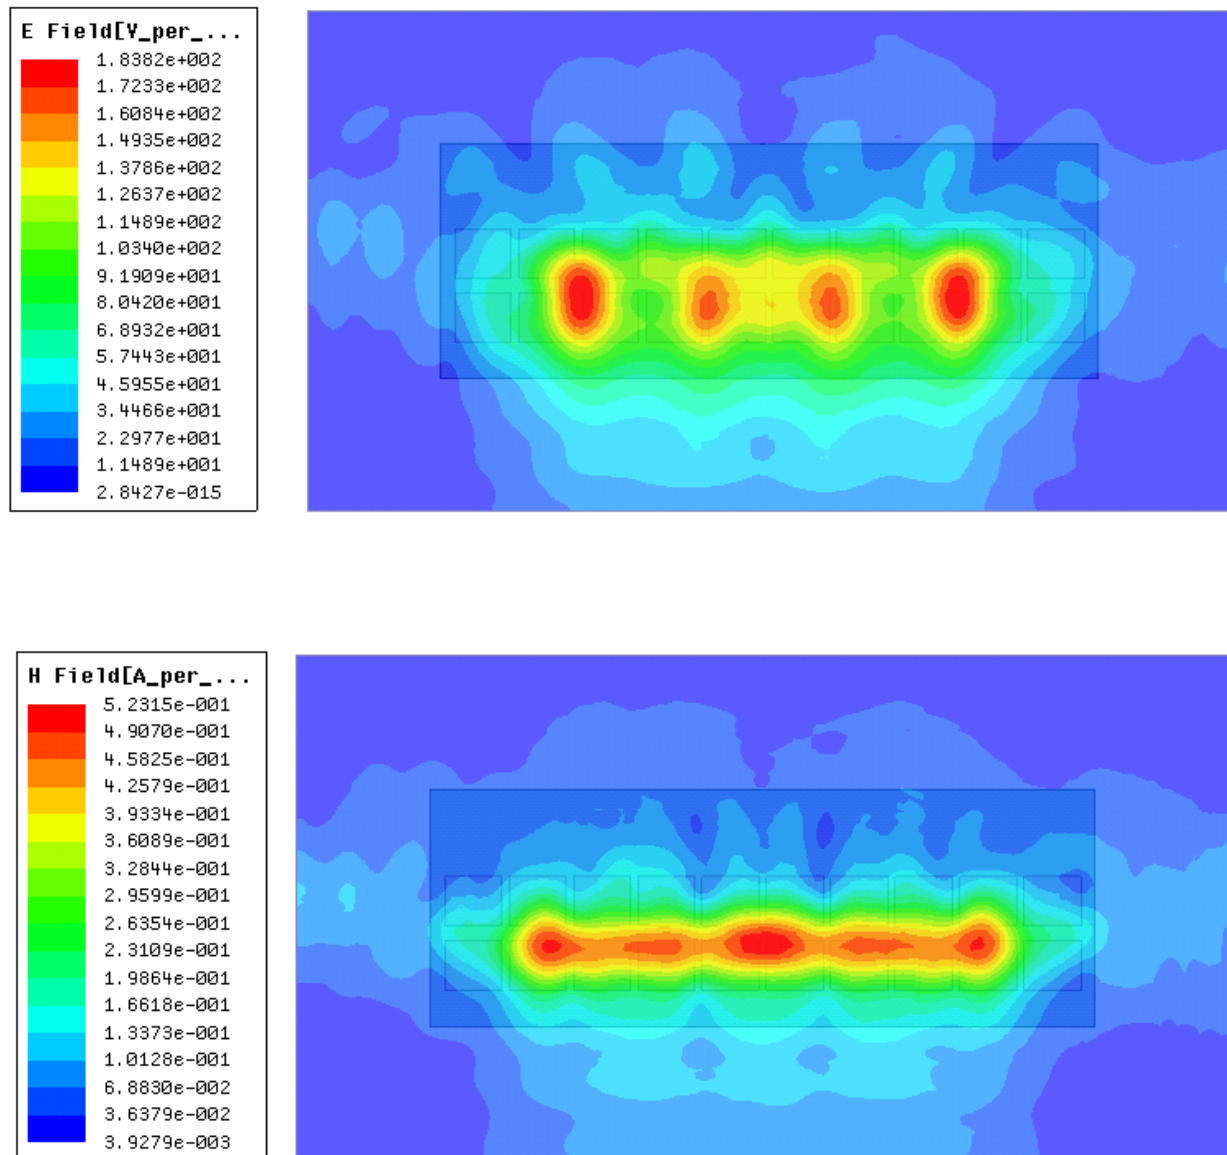 E Field[V_per_...
1.8382e+002
1.7233e+002
1.6084e+002
1.4935e+002
1.3786e+002
1.2637e+002
1.1489e+002
1.0340e+002
9.1909e+001
8.0420e+001
6.8932e+001
5.7443e+001
4.5955e+001
3.4466e+001
2.2977e+001
1.1489e+001
2.8427e-015
H Field[A_per_...
5.2315e-001
4.9070e-001
4.5825e-001
4.2579e-001
3.9334e-001
3.6089e-001
3.2844e-001
2.9599e-001
2.6354e-001
2.3109e-001
1.9864e-001
1.6618e-001
1.3373e-001
1.0128e-001
6.8830e-002
3.6379e-002
3.9279e-003